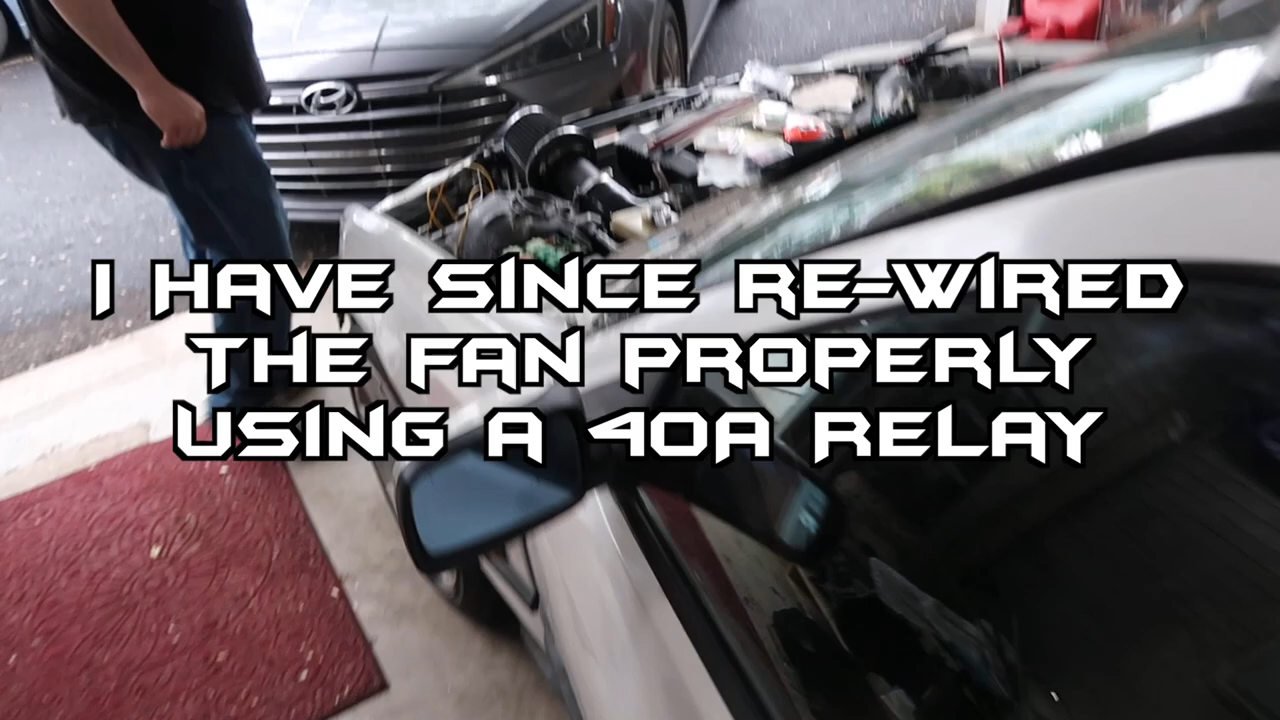 I HAVE SINCE RE-WIRED
THE FAN PROPERLY
USING A 40A RELAY